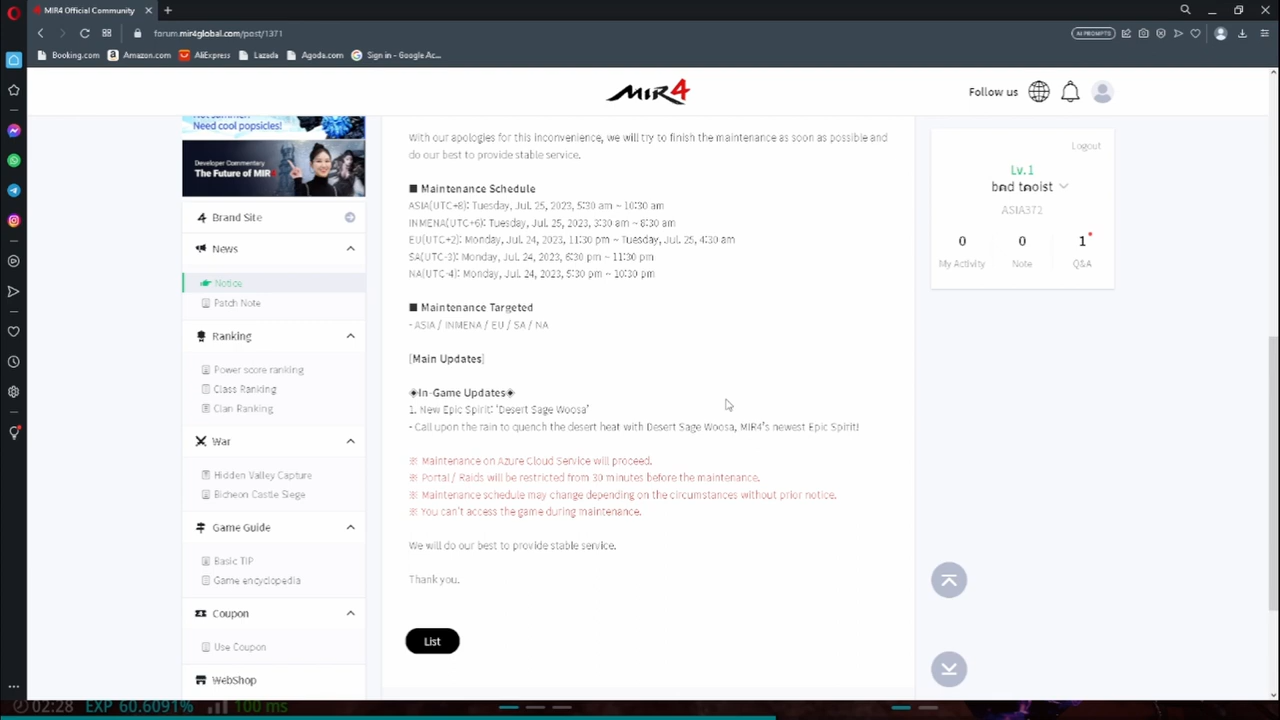 MIR4 Official Community
forum.mir4global.com/post/1371
AI PROMPTS
Booking.com
Amazon.com
AliExpress
Lazada
Agoda.com
Sign in - Google Ac...
MIR4
Follow us
Need cool popsicles!
Developer Commentary
The Future of MIR4
Brand Site
News
Notice
Patch Note
Ranking
Power score ranking
Class Ranking
Clan Ranking
War
Hidden Valley Capture
Bicheon Castle Siege
Game Guide
Basic TIP
Game encyclopedia
Coupon
Use Coupon
WebShop
With our apologies for this inconvenience, we will try to finish the maintenance as soon as possible and
do our best to provide stable service.
■ Maintenance Schedule
ASIA(UTC+8): Tuesday, Jul. 25, 2023, 5:30 am ~ 10:30 am
INMENA(UTC+6): Tuesday, Jul. 25, 2023, 3:30 am ~ 8:30 am
EU(UTC+2): Monday, Jul. 24, 2023, 11:30 pm ~ Tuesday, Jul. 25, 4:30 am
SA(UTC-3): Monday, Jul. 24, 2023, 6:30 pm ~ 11:30 pm
NA(UTC-4): Monday, Jul. 24, 2023, 5:30 pm ~ 10:30 pm
■ Maintenance Targeted
- ASIA / INMENA / EU / SA / NA
[Main Updates]
◈In-Game Updates◈
1. New Epic Spirit: ‘Desert Sage Woosa’
- Call upon the rain to quench the desert heat with Desert Sage Woosa, MIR4’s newest Epic Spirit!
※ Maintenance on Azure Cloud Service will proceed.
※ Portal / Raids will be restricted from 30 minutes before the maintenance.
※ Maintenance schedule may change depending on the circumstances without prior notice.
※ You can’t access the game during maintenance.
We will do our best to provide stable service.
Thank you.
List
Logout
Lv. 1
ASIA372
0
0
1
My Activity
Note
Q&A
02:28
EXP 60.6091%
100 ms